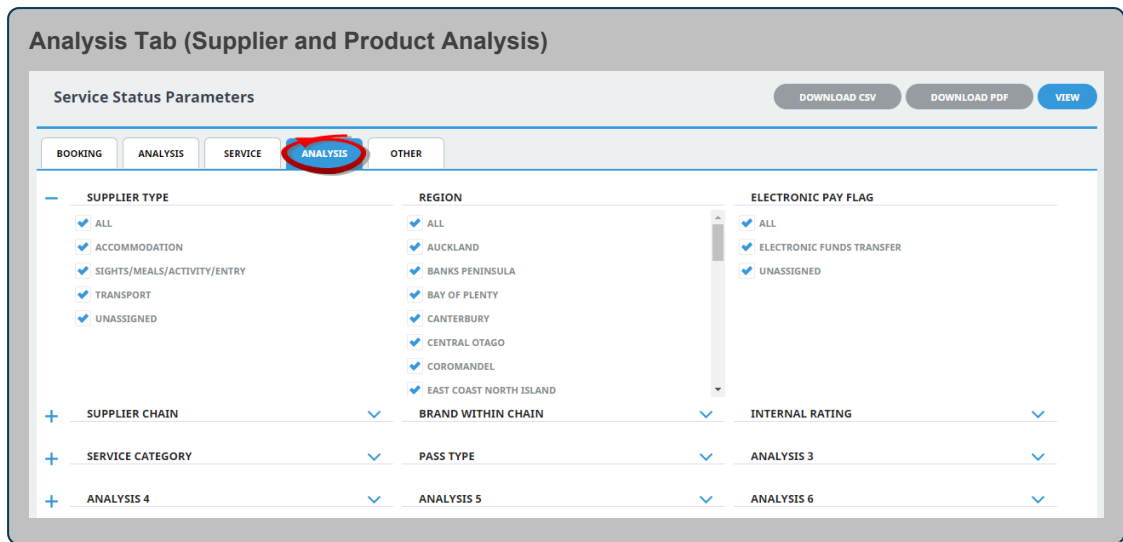 Analysis Tab (Supplier and Product Analysis)
Service Status Parameters
DOWNLOAD CSV
DOWNLOAD PDF
VIEW
BOOKING
ANALYSIS
SERVICE
ANALYSIS
OTHER
SUPPLIER TYPE
ALL
ACCOMMODATION
SIGHTS/MEALS/ACTIVITY/ENTRY
TRANSPORT
UNASSIGNED
REGION
ALL
AUCKLAND
BANKS PENINSULA
BAY OF PLENTY
CANTERBURY
CENTRAL OTAGO
COROMANDEL
EAST COAST NORTH ISLAND
ELECTRONIC PAY FLAG
ALL
ELECTRONIC FUNDS TRANSFER
UNASSIGNED
SUPPLIER CHAIN
BRAND WITHIN CHAIN
INTERNAL RATING
SERVICE CATEGORY
PASS TYPE
ANALYSIS 3
ANALYSIS 4
ANALYSIS 5
ANALYSIS 6